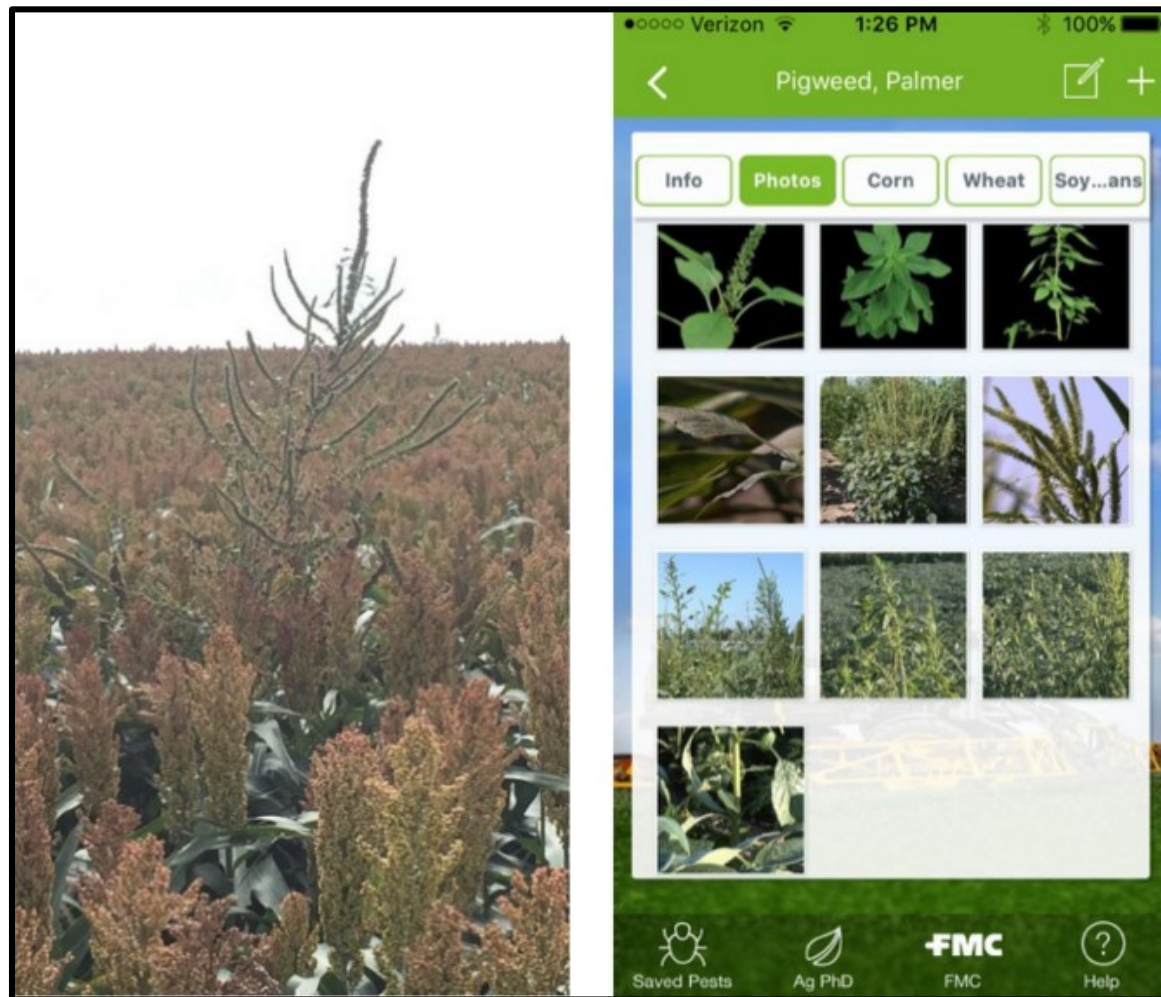 Verizon 1:26 PM 100%
Pigweed, Palmer
Info Photos Corn Wheat Soy...ans
Saved Pests Ag PhD FMC FMC Help